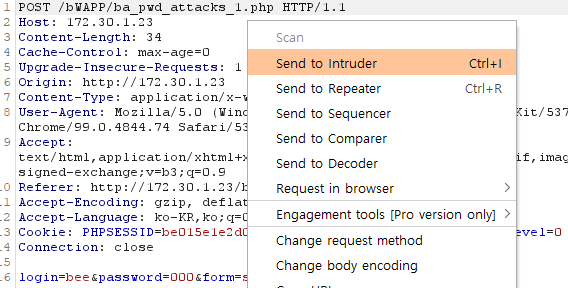 1 POST /bWAPP/ba_pwd_attacks_1.php HTTP/1.1
2 Host: 172.30.1.23
3 Content-Length: 34
4 Cache-Control: max-age=0
5 Upgrade-Insecure-Requests: 1
6 Origin: http://172.30.1.23
7 Content-Type: application/x-w
8 User-Agent: Mozilla/5.0 (Wind Kit/537
Chrome/99.0.4844.74 Safari/53
9 Accept:
text/html,application/xhtml+x if,imag
signed-exchange;v=b3;q=0.9
10 Referer: http://172.30.1.23/b
11 Accept-Encoding: gzip, deflat
12 Accept-Language: ko-KR,ko;q=0
13 Cookie: PHPSESSID=be015e1e2d0 evel=0
14 Connection: close
15
16 login=bee&password=000&form=s
Scan
Send to Intruder Ctrl+I
Send to Repeater Ctrl+R
Send to Sequencer
Send to Comparer
Send to Decoder
Request in browser
Engagement tools [Pro version only]
Change request method
Change body encoding